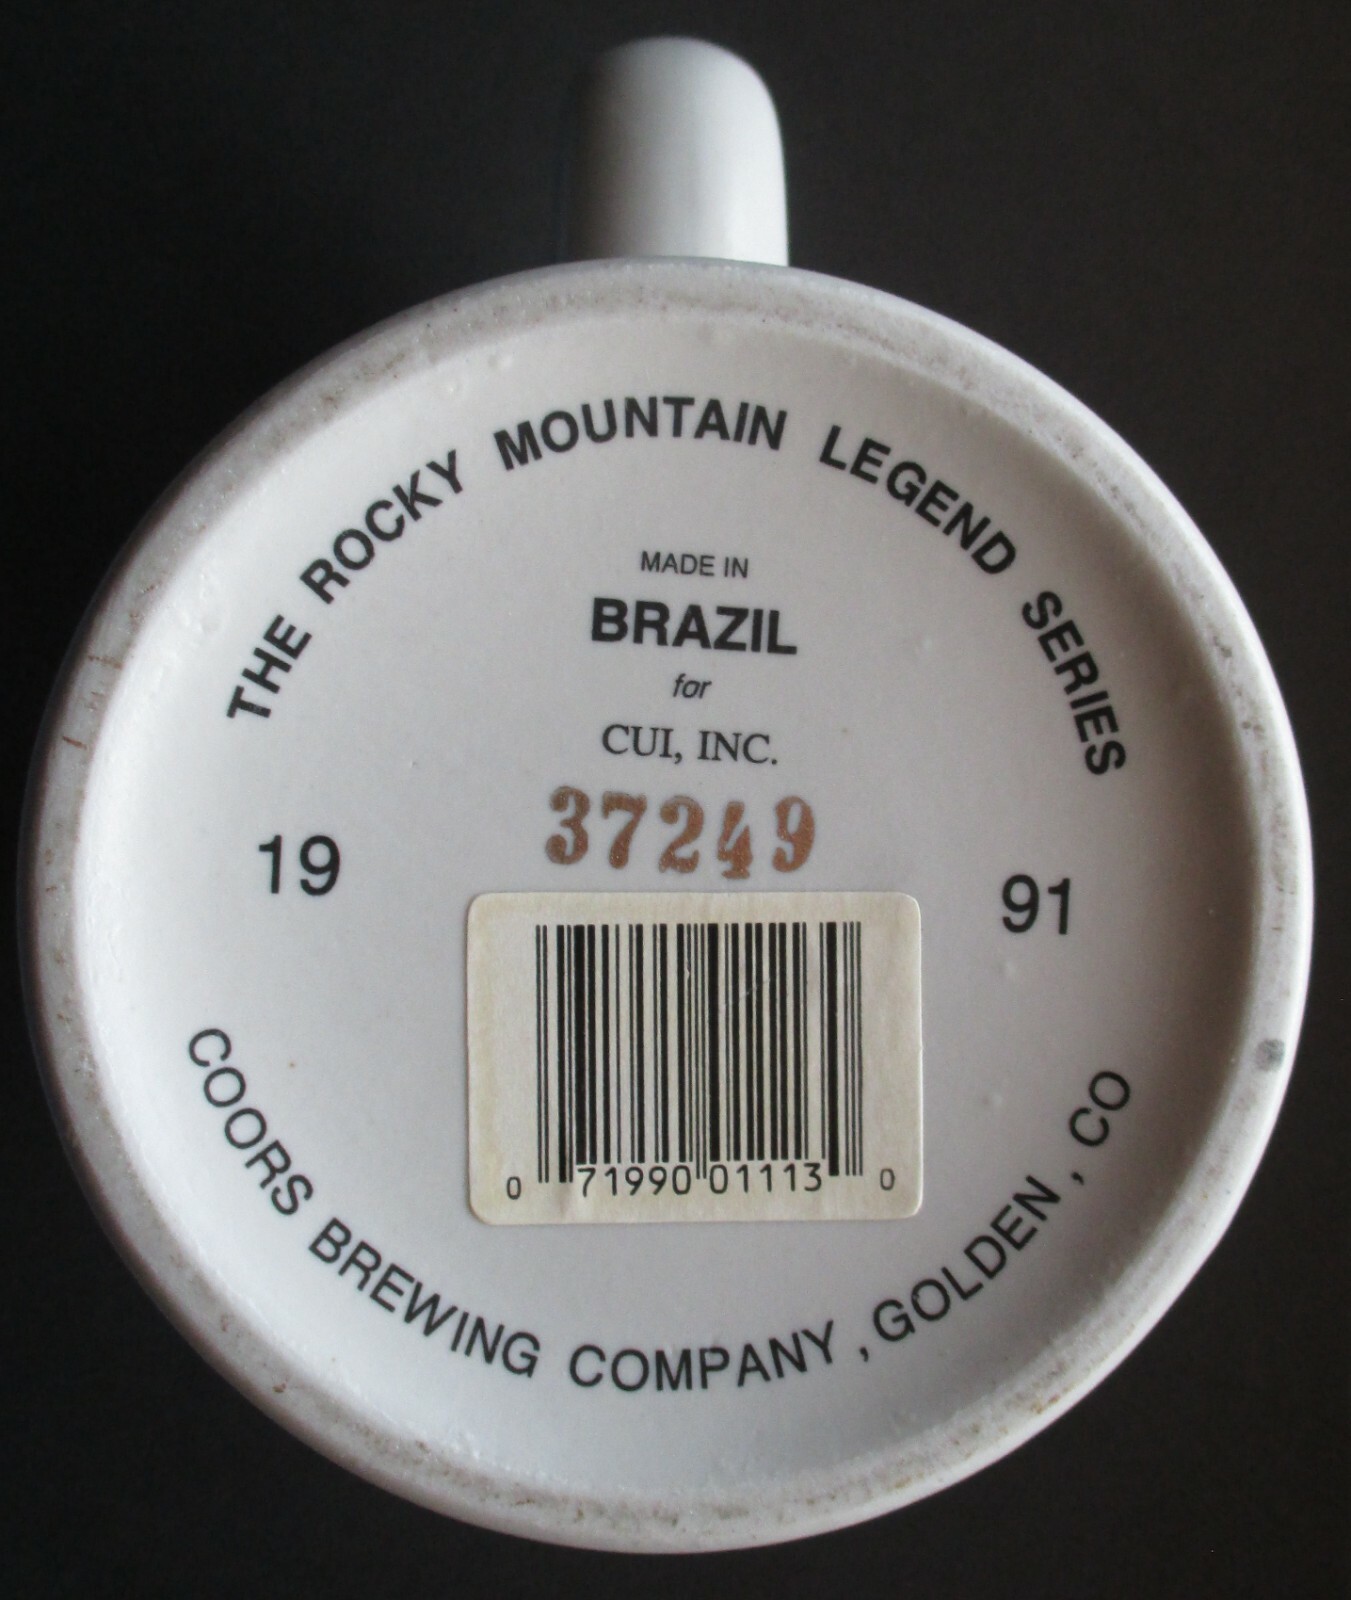 THE ROCKY MOUNTAIN LEGEND SERIES
MADE IN
BRAZIL
for
CUI, INC.
37249
19 91
0 71990 01113 0
COORS BREWING COMPANY, GOLDEN, CO